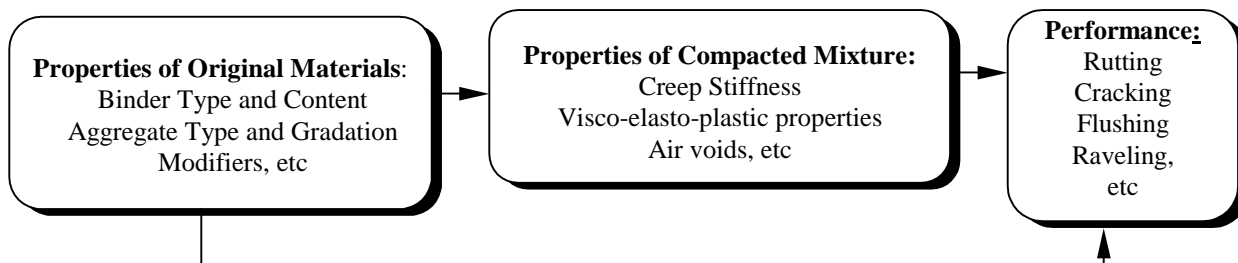 Properties of Original Materials:
Binder Type and Content
Aggregate Type and Gradation
Modifiers, etc
Properties of Compacted Mixture:
Creep Stiffness
Visco-elasto-plastic properties
Air voids, etc
Performance:
Rutting
Cracking
Flushing
Raveling,
etc